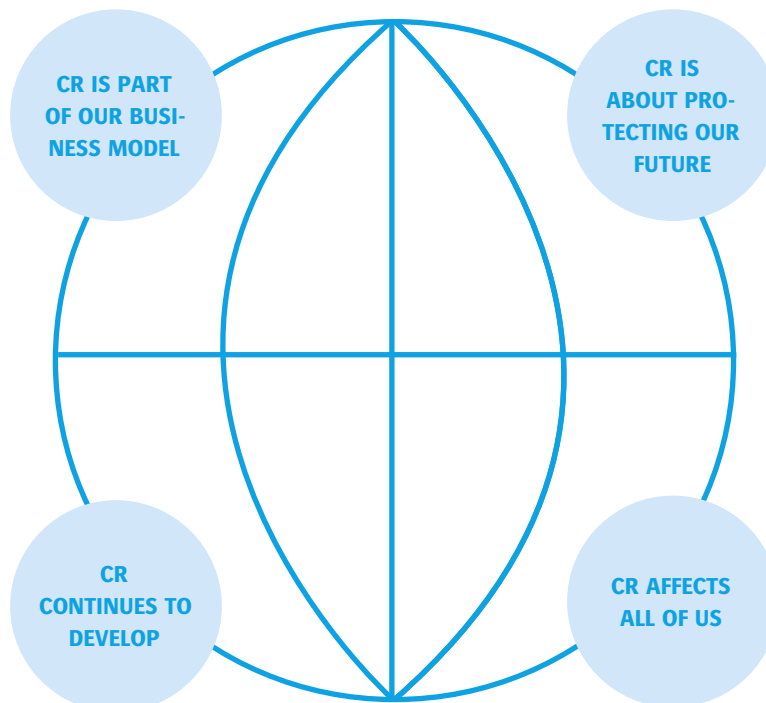 CR IS PART
OF OUR BUSI-
NESS MODEL
CR IS
ABOUT PRO-
TECTING OUR
FUTURE
CR
CONTINUES TO
DEVELOP
CR AFFECTS
ALL OF US